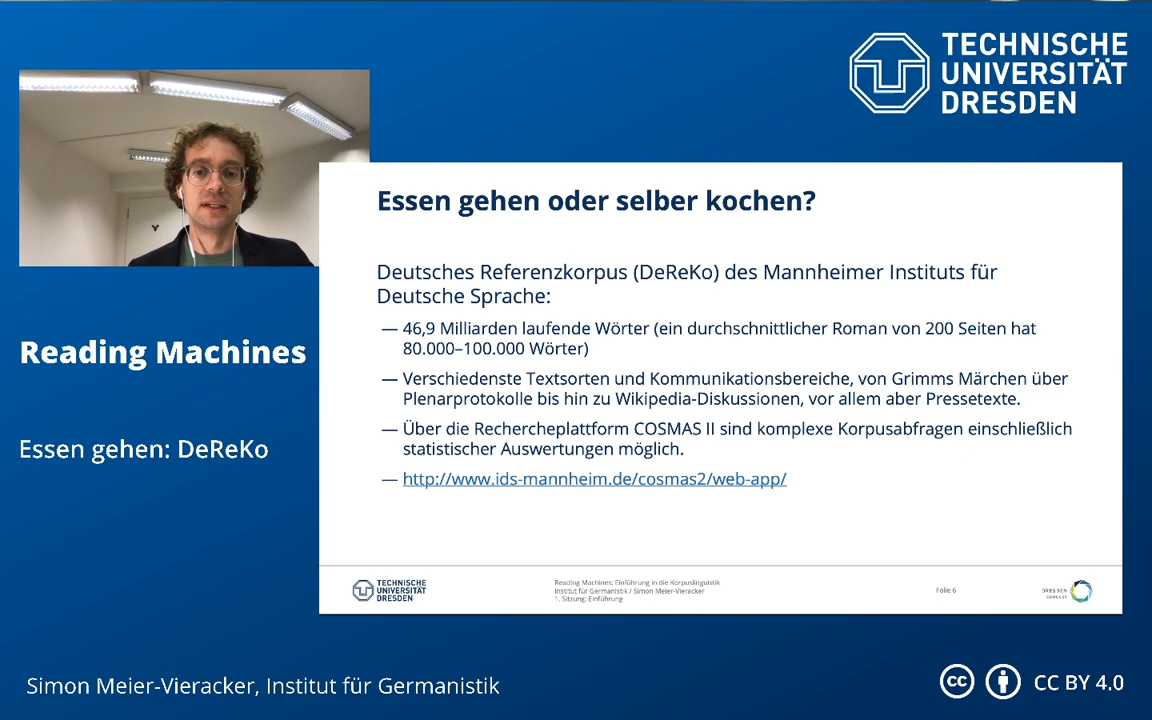 TECHNISCHE
UNIVERSITÄT
DRESDEN
Reading Machines
Essen gehen: DeReKo
Essen gehen oder selber kochen?
Deutsches Referenzkorpus (DeReKo) des Mannheimer Instituts für
Deutsche Sprache:
— 46,9 Milliarden laufende Wörter (ein durchschnittlicher Roman von 200 Seiten hat
80.000–100.000 Wörter)
— Verschiedenste Textsorten und Kommunikationsbereiche, von Grimms Märchen über
Plenarprotokolle bis hin zu Wikipedia-Diskussionen, vor allem aber Pressetexte.
— Über die Rechercheplattform COSMAS II sind komplexe Korpusabfragen einschließlich
statistischer Auswertungen möglich.
— http://www.ids-mannheim.de/cosmas2/web-app/
TECHNISCHE
UNIVERSITÄT
DRESDEN
Reading Machines: Einführung in die Korpuslinguistik
Institut für Germanistik / Simon Meier-Vieracker
1. Sitzung: Einführung
Folie 6
DRESDEN
concept
Simon Meier-Vieracker, Institut für Germanistik
cc
CC BY 4.0